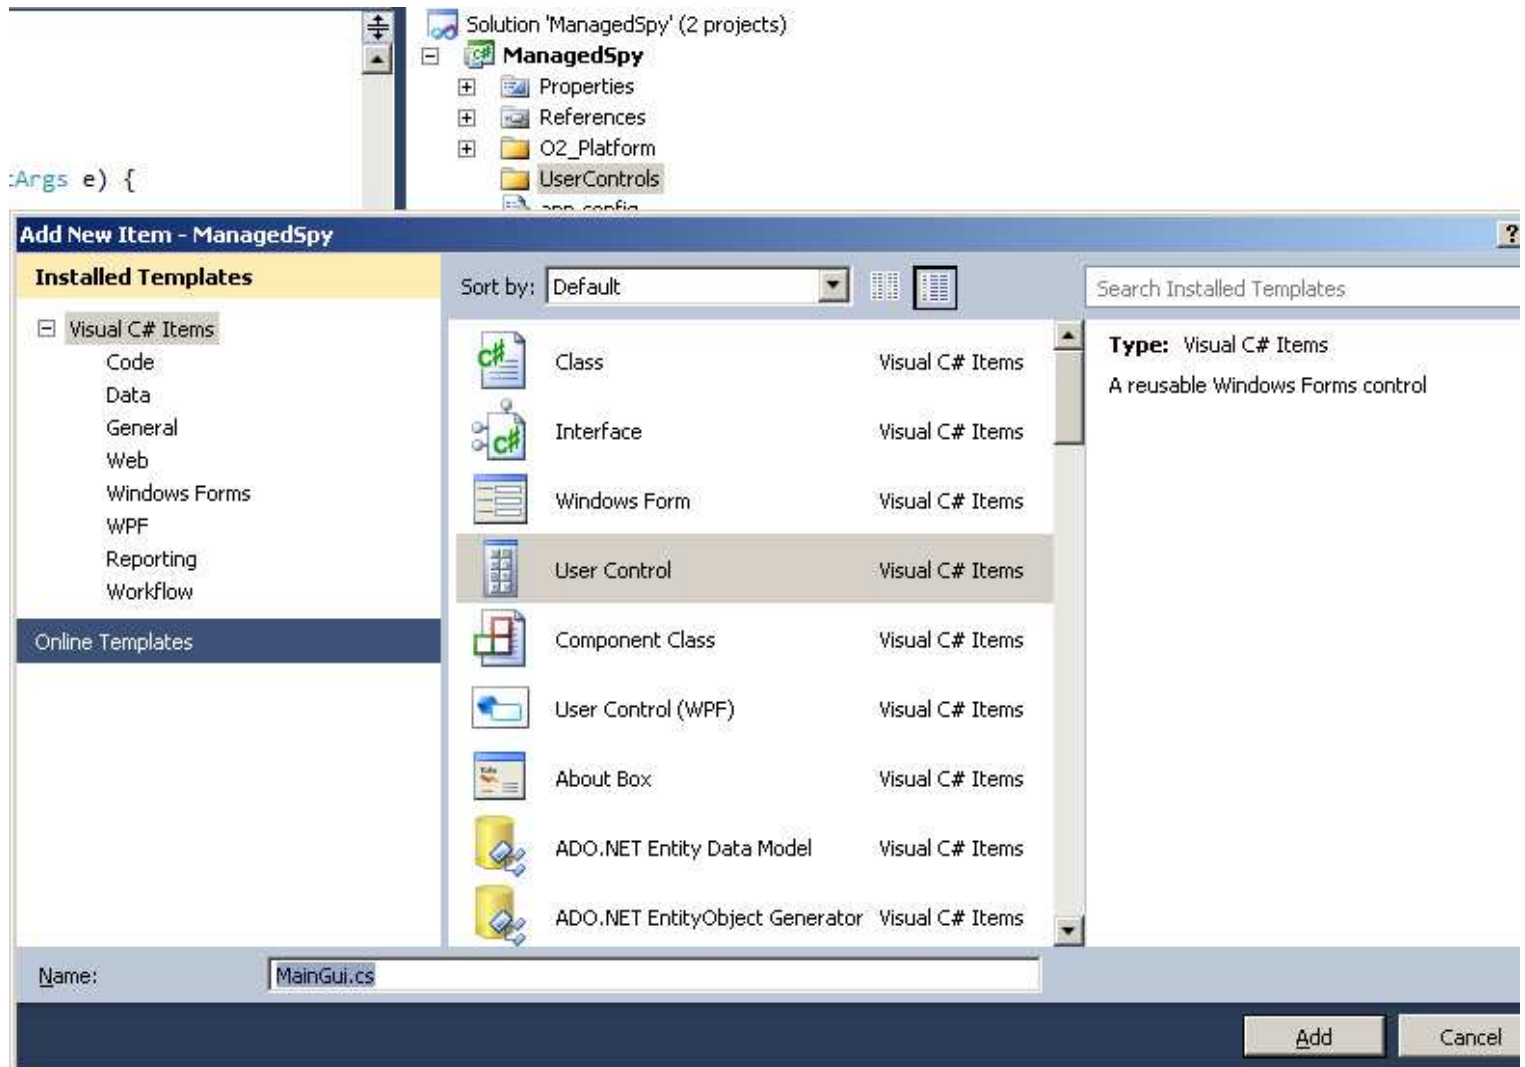 Solution 'ManagedSpy' (2 projects)
ManagedSpy
Properties
References
O2_Platform
:Args e) {
UserControls
app.config
Add New Item - ManagedSpy
?
Installed Templates
Sort by: Default
Search Installed Templates
Visual C# Items
Code
Data
General
Web
Windows Forms
WPF
Reporting
Workflow
Online Templates
Class Visual C# Items
Interface Visual C# Items
Windows Form Visual C# Items
User Control Visual C# Items
Component Class Visual C# Items
User Control (WPF) Visual C# Items
About Box Visual C# Items
ADO.NET Entity Data Model Visual C# Items
ADO.NET EntityObject Generator Visual C# Items
Type: Visual C# Items
A reusable Windows Forms control
Name: MainGui.cs
Add Cancel